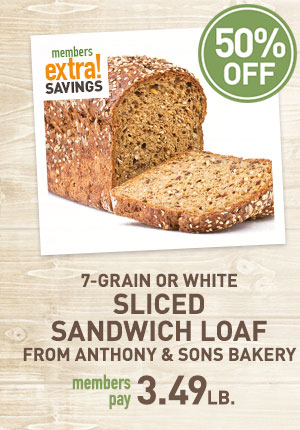 members
extra!
SAVINGS
50%
OFF
7-GRAIN OR WHITE
SLICED
SANDWICH LOAF
FROM ANTHONY & SONS BAKERY
members
pay 3.49LB.